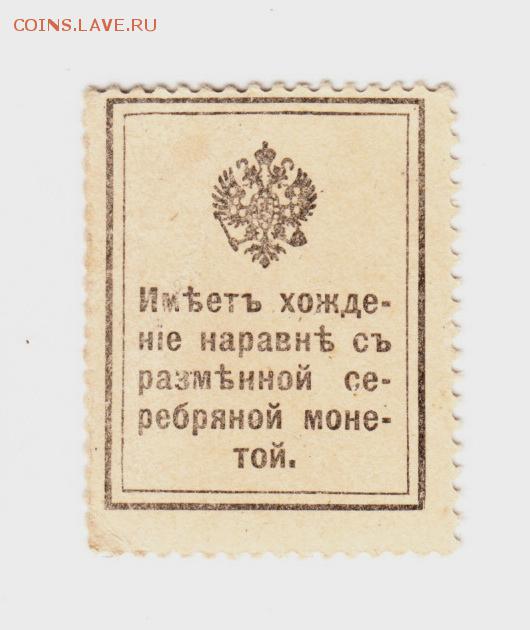 COINS.LAVE.RU
Имѣетъ хожде-
ніе наравнѣ съ
размѣнной се-
ребряной моне-
той.